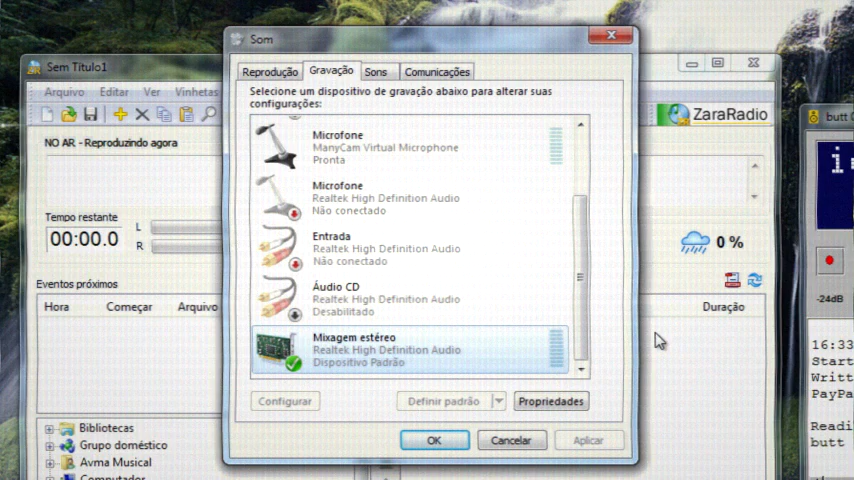 Som
Sem Título1
Arquivo Editar Ver Vinhetas
ZaraRadio
NO AR - Reproduzindo agora
Tempo restante
00:00.0
L
R
0 %
Eventos próximos
Hora Começar Arquivo Duração
Bibliotecas
Grupo doméstico
Avma Musical
Computador
Reprodução Gravação Sons Comunicações
Selecione um dispositivo de gravação abaixo para alterar suas
configurações:
Microfone
ManyCam Virtual Microphone
Pronta
Microfone
Realtek High Definition Audio
Não conectado
Entrada
Realtek High Definition Audio
Não conectado
Áudio CD
Realtek High Definition Audio
Desabilitado
Mixagem estéreo
Realtek High Definition Audio
Dispositivo Padrão
Configurar Definir padrão Propriedades
OK Cancelar Aplicar
butt
-24dB
16:33
Start
Writt
PayPa
Readi
butt